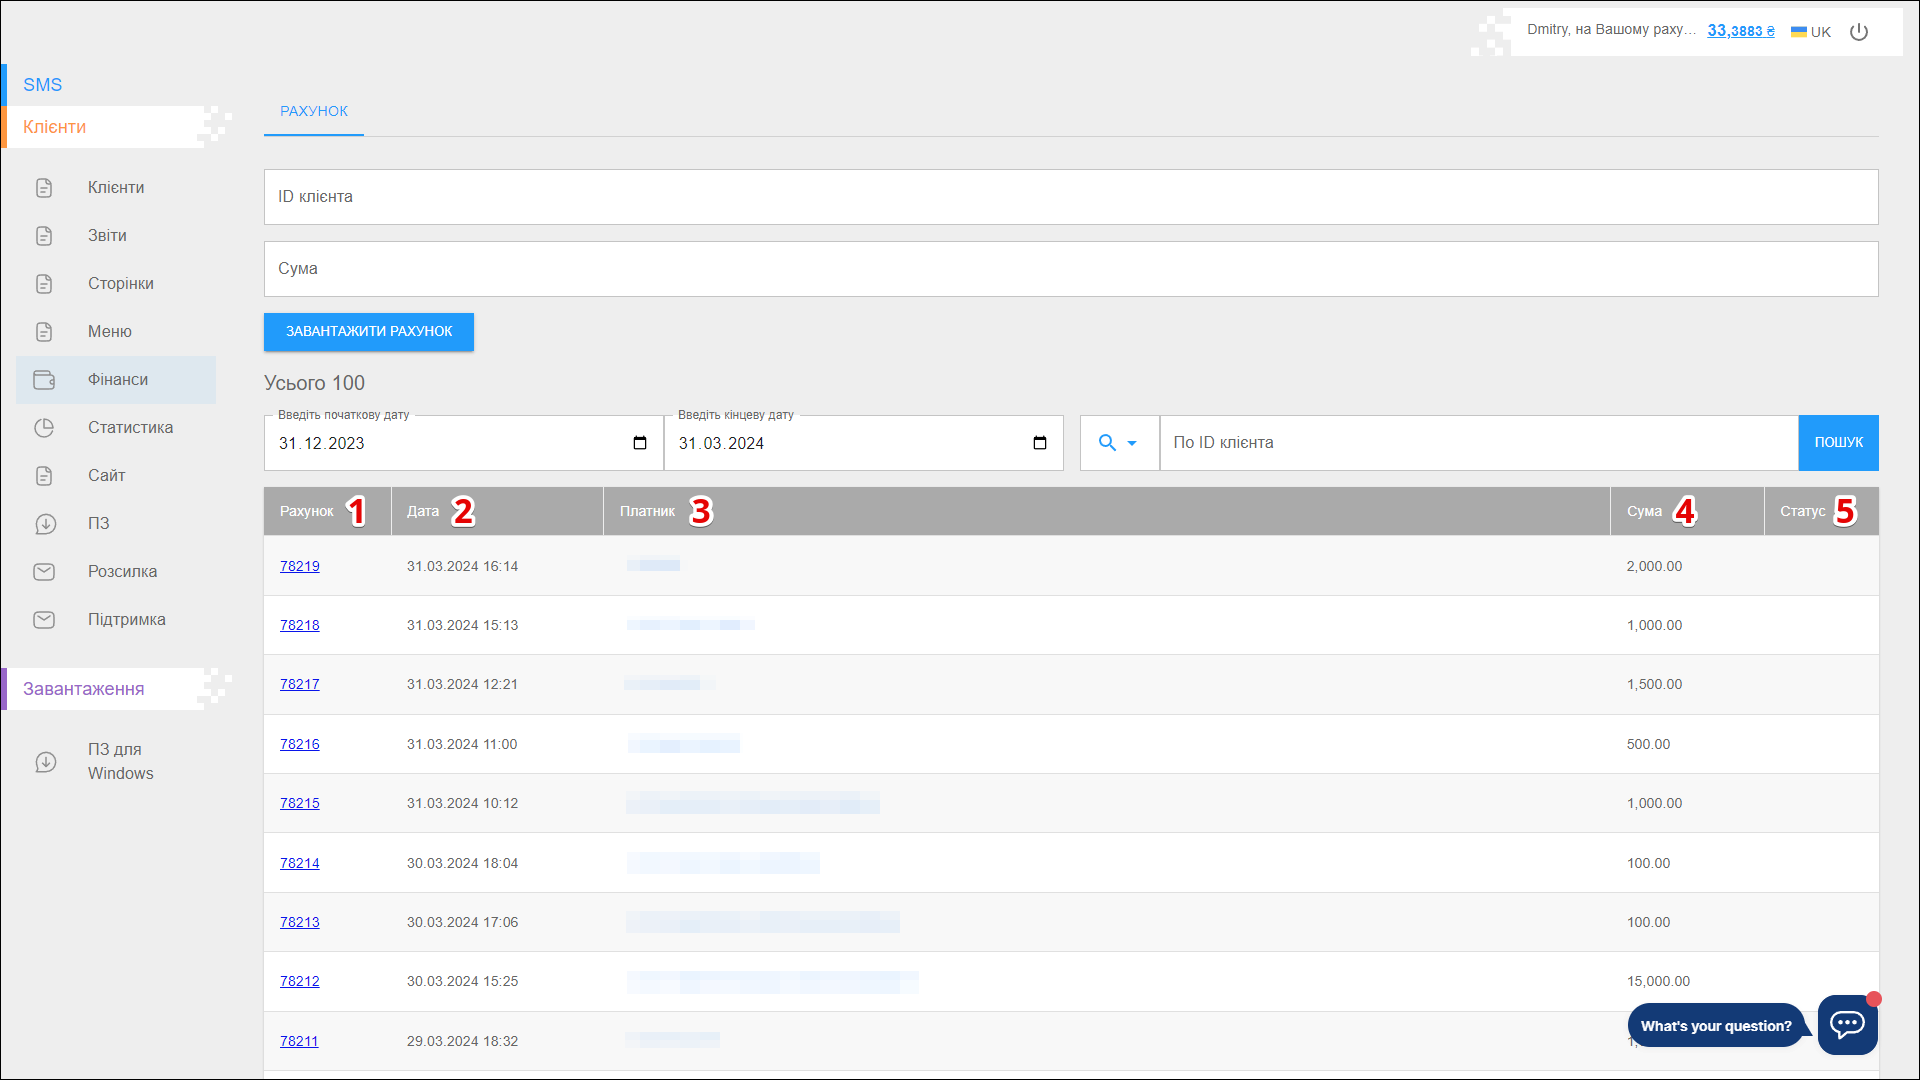 Dmitry, на Вашому раху... 33,3883 ₴ UK
SMS
Клієнти
Клієнти
Звіти
Сторінки
Меню
Фінанси
Статистика
Сайт
ПЗ
Розсилка
Підтримка
Завантаження
ПЗ для
Windows
РАХУНОК
ID клієнта
Сума
ЗАВАНТАЖИТИ РАХУНОК
Усього 100
Введіть початкову дату
31.12.2023
Введіть кінцеву дату
31.03.2024
По ID клієнта
ПОШУК
Рахунок 1 Дата 2 Платник 3 Сума 4 Статус 5
78219 31.03.2024 16:14 2,000.00
78218 31.03.2024 15:13 1,000.00
78217 31.03.2024 12:21 1,500.00
78216 31.03.2024 11:00 500.00
78215 31.03.2024 10:12 1,000.00
78214 30.03.2024 18:04 100.00
78213 30.03.2024 17:06 100.00
78212 30.03.2024 15:25 15,000.00
78211 29.03.2024 18:32
What's your question?